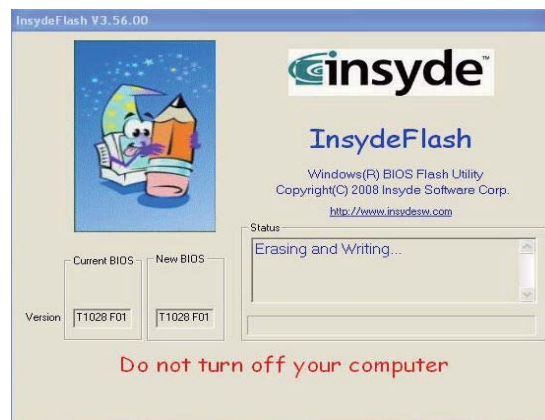 InsydeFlash V3.56.00
insyde™
InsydeFlash
Windows(R) BIOS Flash Utility
Copyright(C) 2008 Insyde Software Corp.
http://www.insydesw.com
Status
Erasing and Writing...
Current BIOS
New BIOS
Version
T1028 F01
T1028 F01
Do not turn off your computer